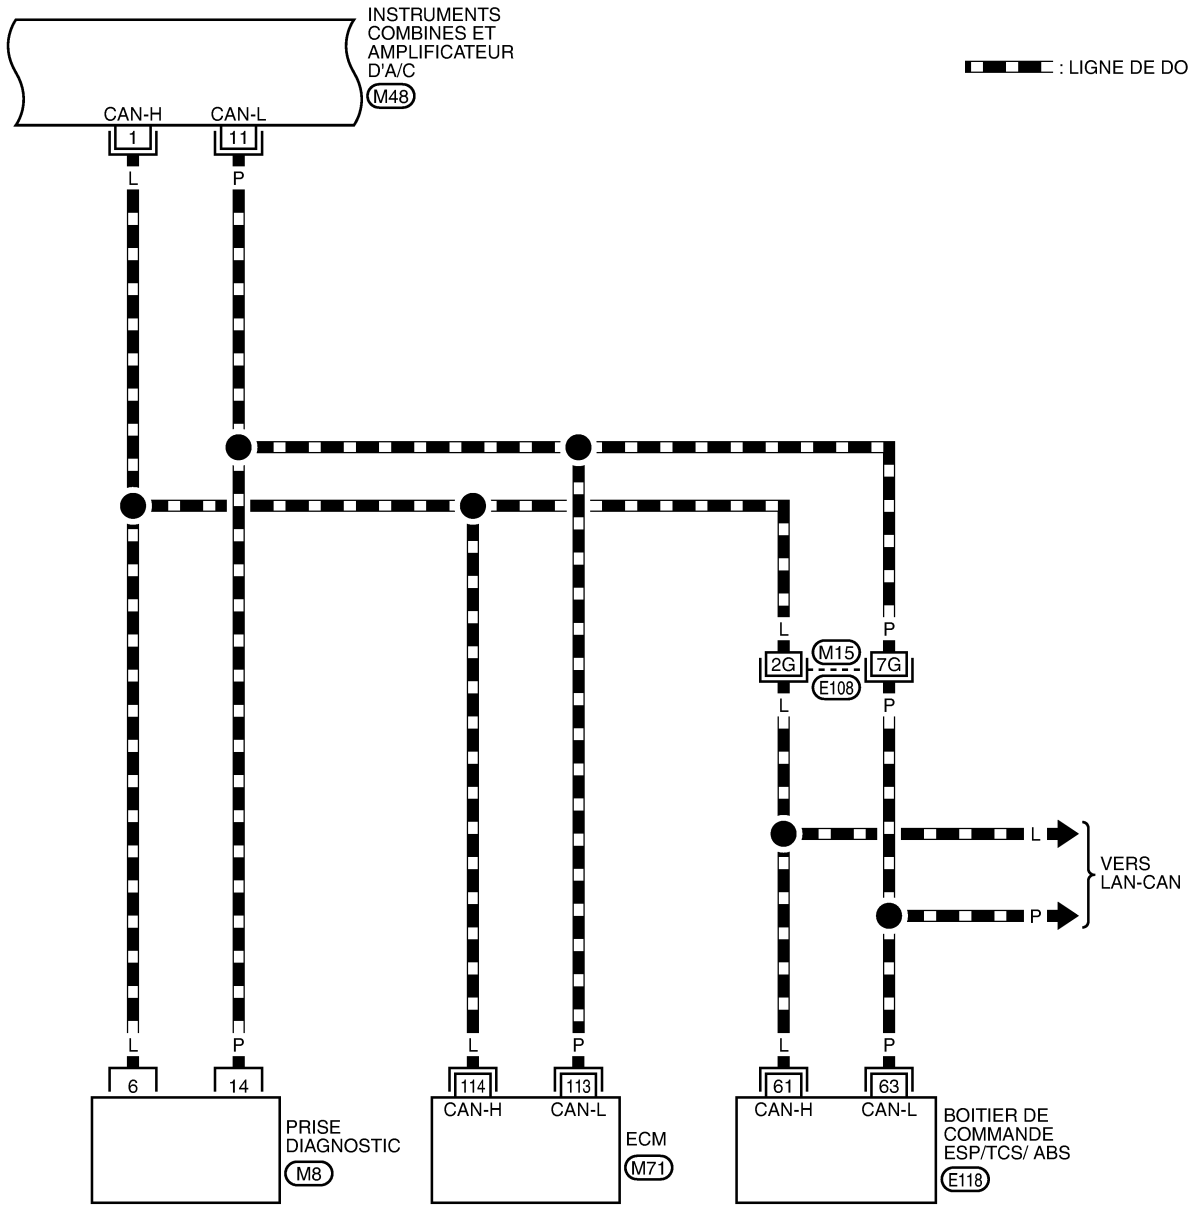 INSTRUMENTS
COMBINES ET
AMPLIFICATEUR
D'A/C
M48
: LIGNE DE DO
CAN-H
CAN-L
1
11
L
P
L
P
2G
M15
E108
7G
L
P
L
P
VERS
LAN-CAN
L
P
L
P
L
P
6
14
114
113
61
63
CAN-H
CAN-L
CAN-H
CAN-L
PRISE
DIAGNOSTIC
M8
ECM
M71
BOITIER DE
COMMANDE
ESP/TCS/ ABS
E118